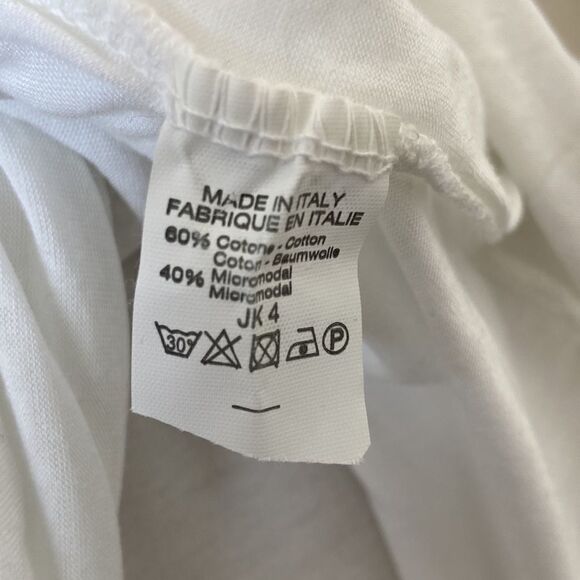 MADE IN ITALY
FABRIQUE EN ITALIE
60% Cotone - Cotton
Coton - Baumwolle
40% Micromodal
Micromodal
JK 4
30° P